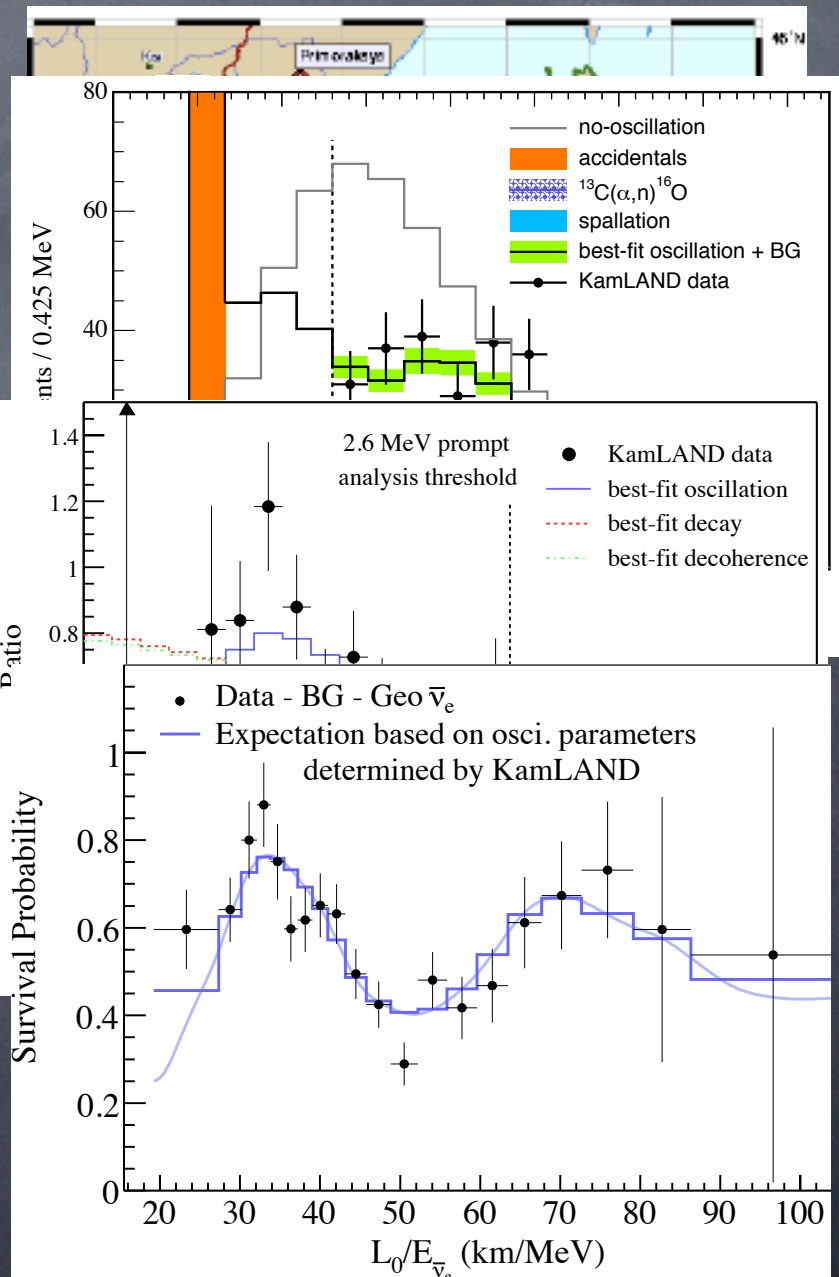 45°N
Primorskaya
80
60
40
nts / 0.425 MeV
no-oscillation
accidentals
¹³C(α,n)¹⁶O
spallation
best-fit oscillation + BG
KamLAND data
1.4
1.2
1
0.8
Ratio
2.6 MeV prompt
analysis threshold
KamLAND data
best-fit oscillation
best-fit decay
best-fit decoherence
Data - BG - Geo ν̅ₑ
Expectation based on osci. parameters
determined by KamLAND
1
0.8
0.6
0.4
0.2
0
Survival Probability
20 30 40 50 60 70 80 90 100
L₀/E_ν̅ₑ (km/MeV)